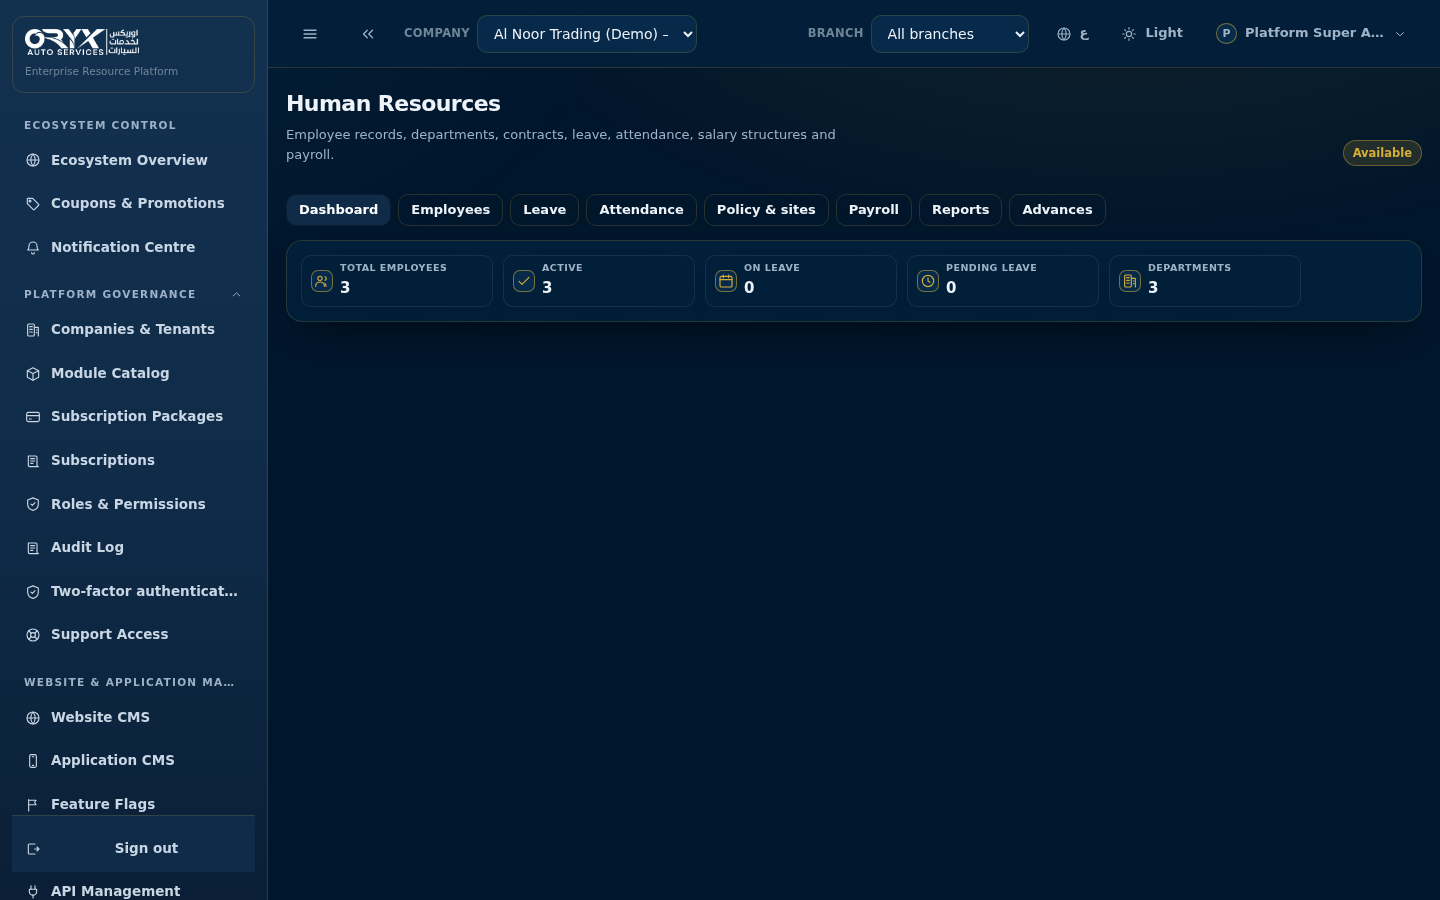 ORYX
AUTO SERVICES
اوريكس
لخدمات
السيارات
Enterprise Resource Platform
ECOSYSTEM CONTROL
Ecosystem Overview
Coupons & Promotions
Notification Centre
PLATFORM GOVERNANCE
Companies & Tenants
Module Catalog
Subscription Packages
Subscriptions
Roles & Permissions
Audit Log
Two-factor authenticat…
Support Access
WEBSITE & APPLICATION MA…
Website CMS
Application CMS
Feature Flags
Sign out
API Management
COMPANY
Al Noor Trading (Demo) –
BRANCH
All branches
ع
Light
P
Platform Super A…
Human Resources
Employee records, departments, contracts, leave, attendance, salary structures and
payroll.
Available
Dashboard
Employees
Leave
Attendance
Policy & sites
Payroll
Reports
Advances
TOTAL EMPLOYEES
3
ACTIVE
3
ON LEAVE
0
PENDING LEAVE
0
DEPARTMENTS
3